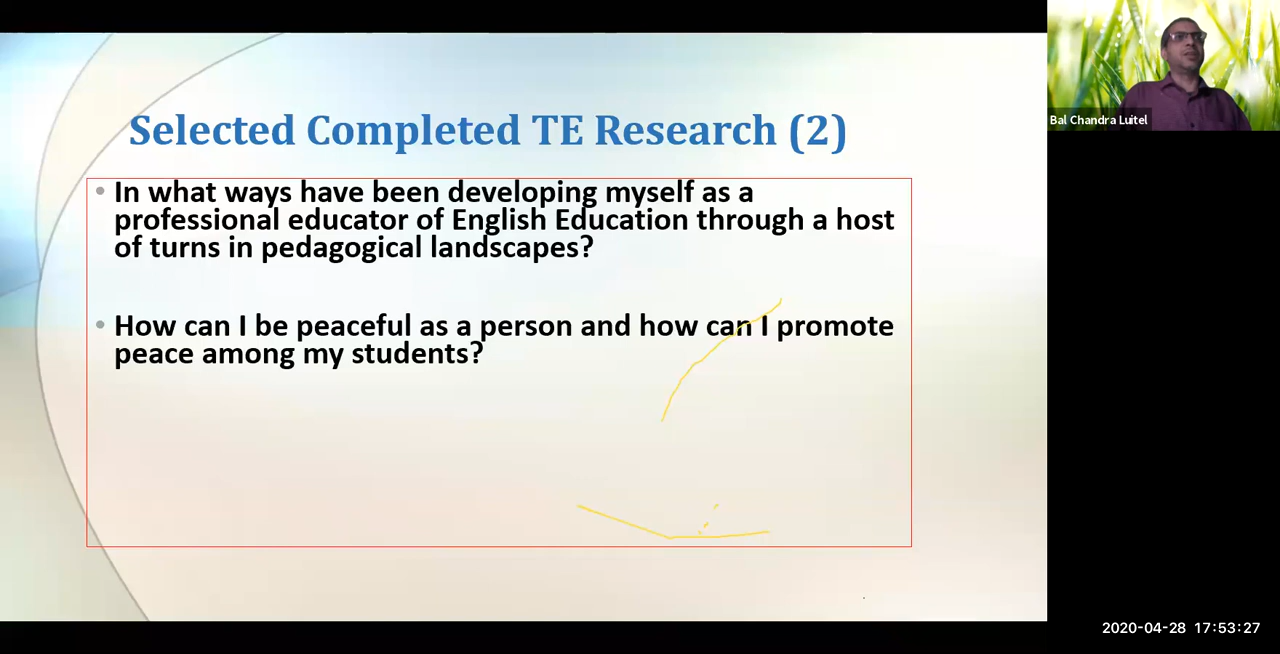 Selected Completed TE Research (2)
• In what ways have been developing myself as a
professional educator of English Education through a host
of turns in pedagogical landscapes?
• How can I be peaceful as a person and how can I promote
peace among my students?
Bal Chandra Luitel
2020-04-28 17:53:27